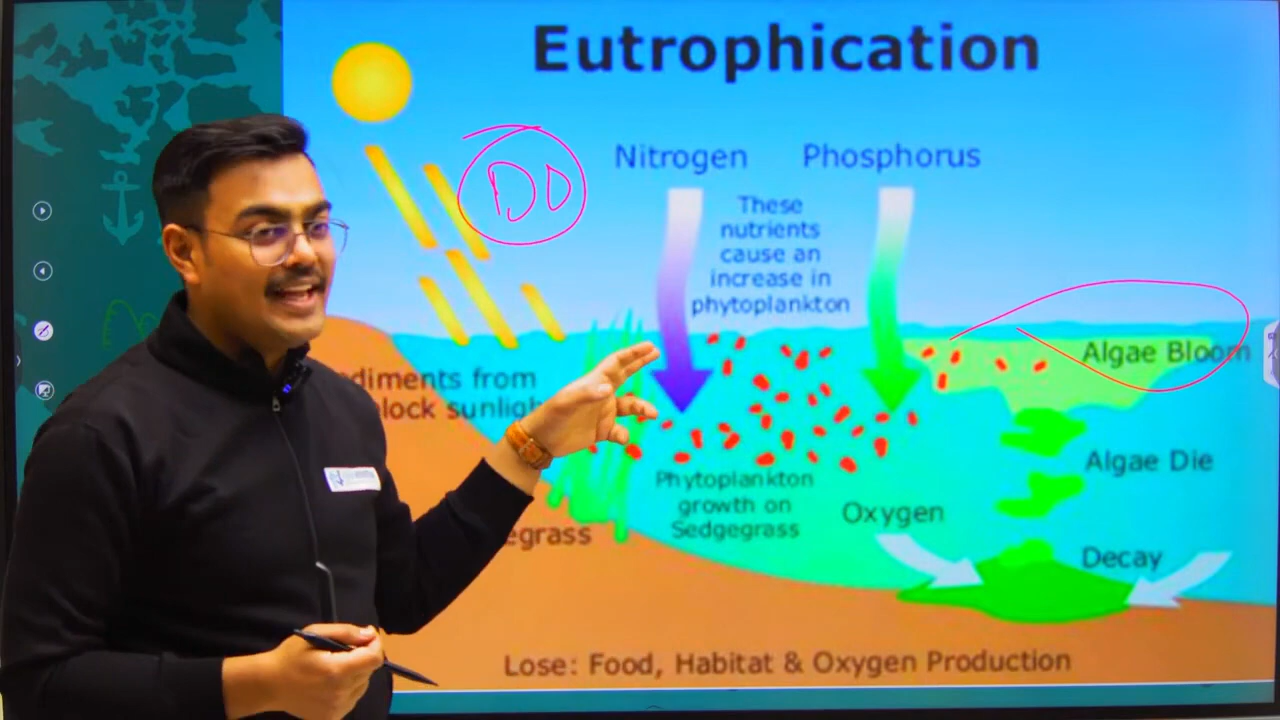 Eutrophication
DO
Nitrogen
Phosphorus
These
nutrients
cause an
increase in
phytoplankton
Algae Bloom
diments from
lock sunligh
Algae Die
Phytoplankton
growth on
Sedgegrass
Oxygen
egrass
Decay
Lose: Food, Habitat & Oxygen Production